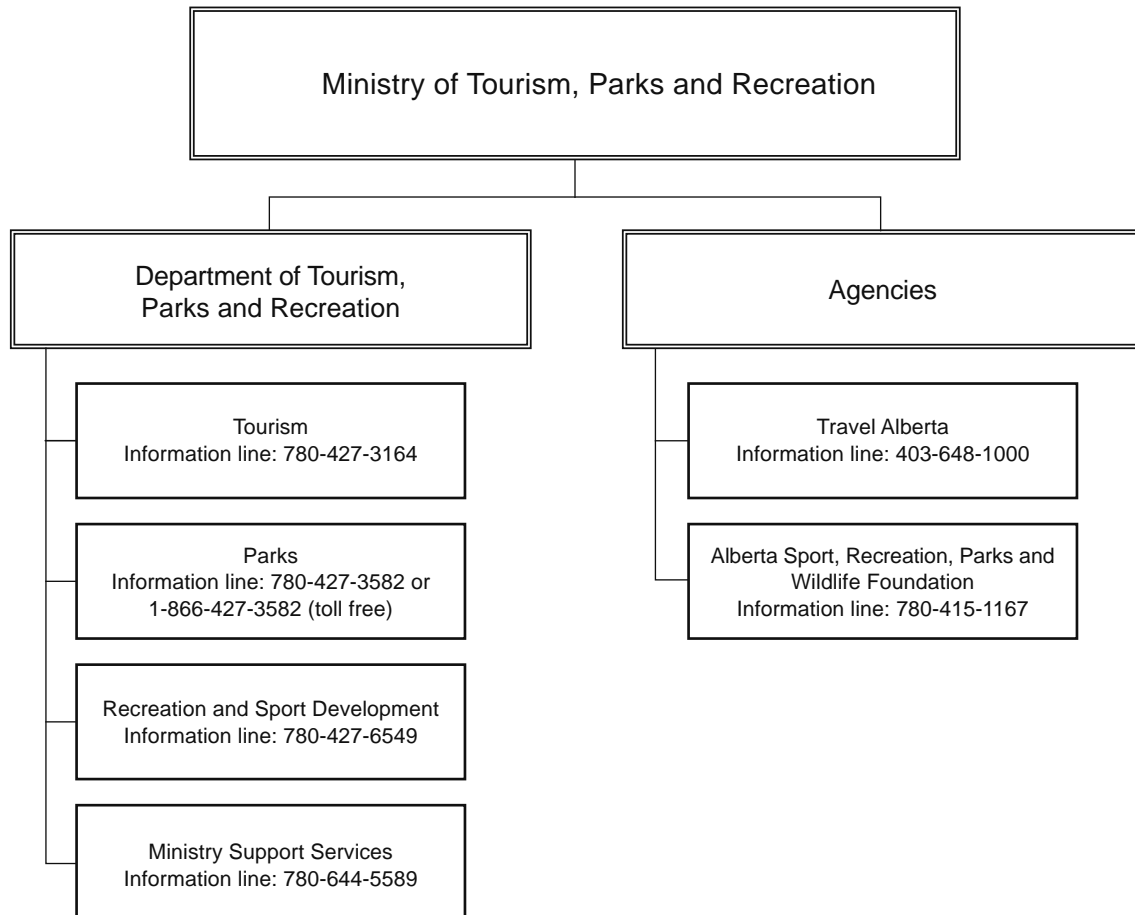 Ministry of Tourism, Parks and Recreation
Department of Tourism,
Parks and Recreation
Tourism
Information line: 780-427-3164
Parks
Information line: 780-427-3582 or
1-866-427-3582 (toll free)
Recreation and Sport Development
Information line: 780-427-6549
Ministry Support Services
Information line: 780-644-5589
Agencies
Travel Alberta
Information line: 403-648-1000
Alberta Sport, Recreation, Parks and
Wildlife Foundation
Information line: 780-415-1167